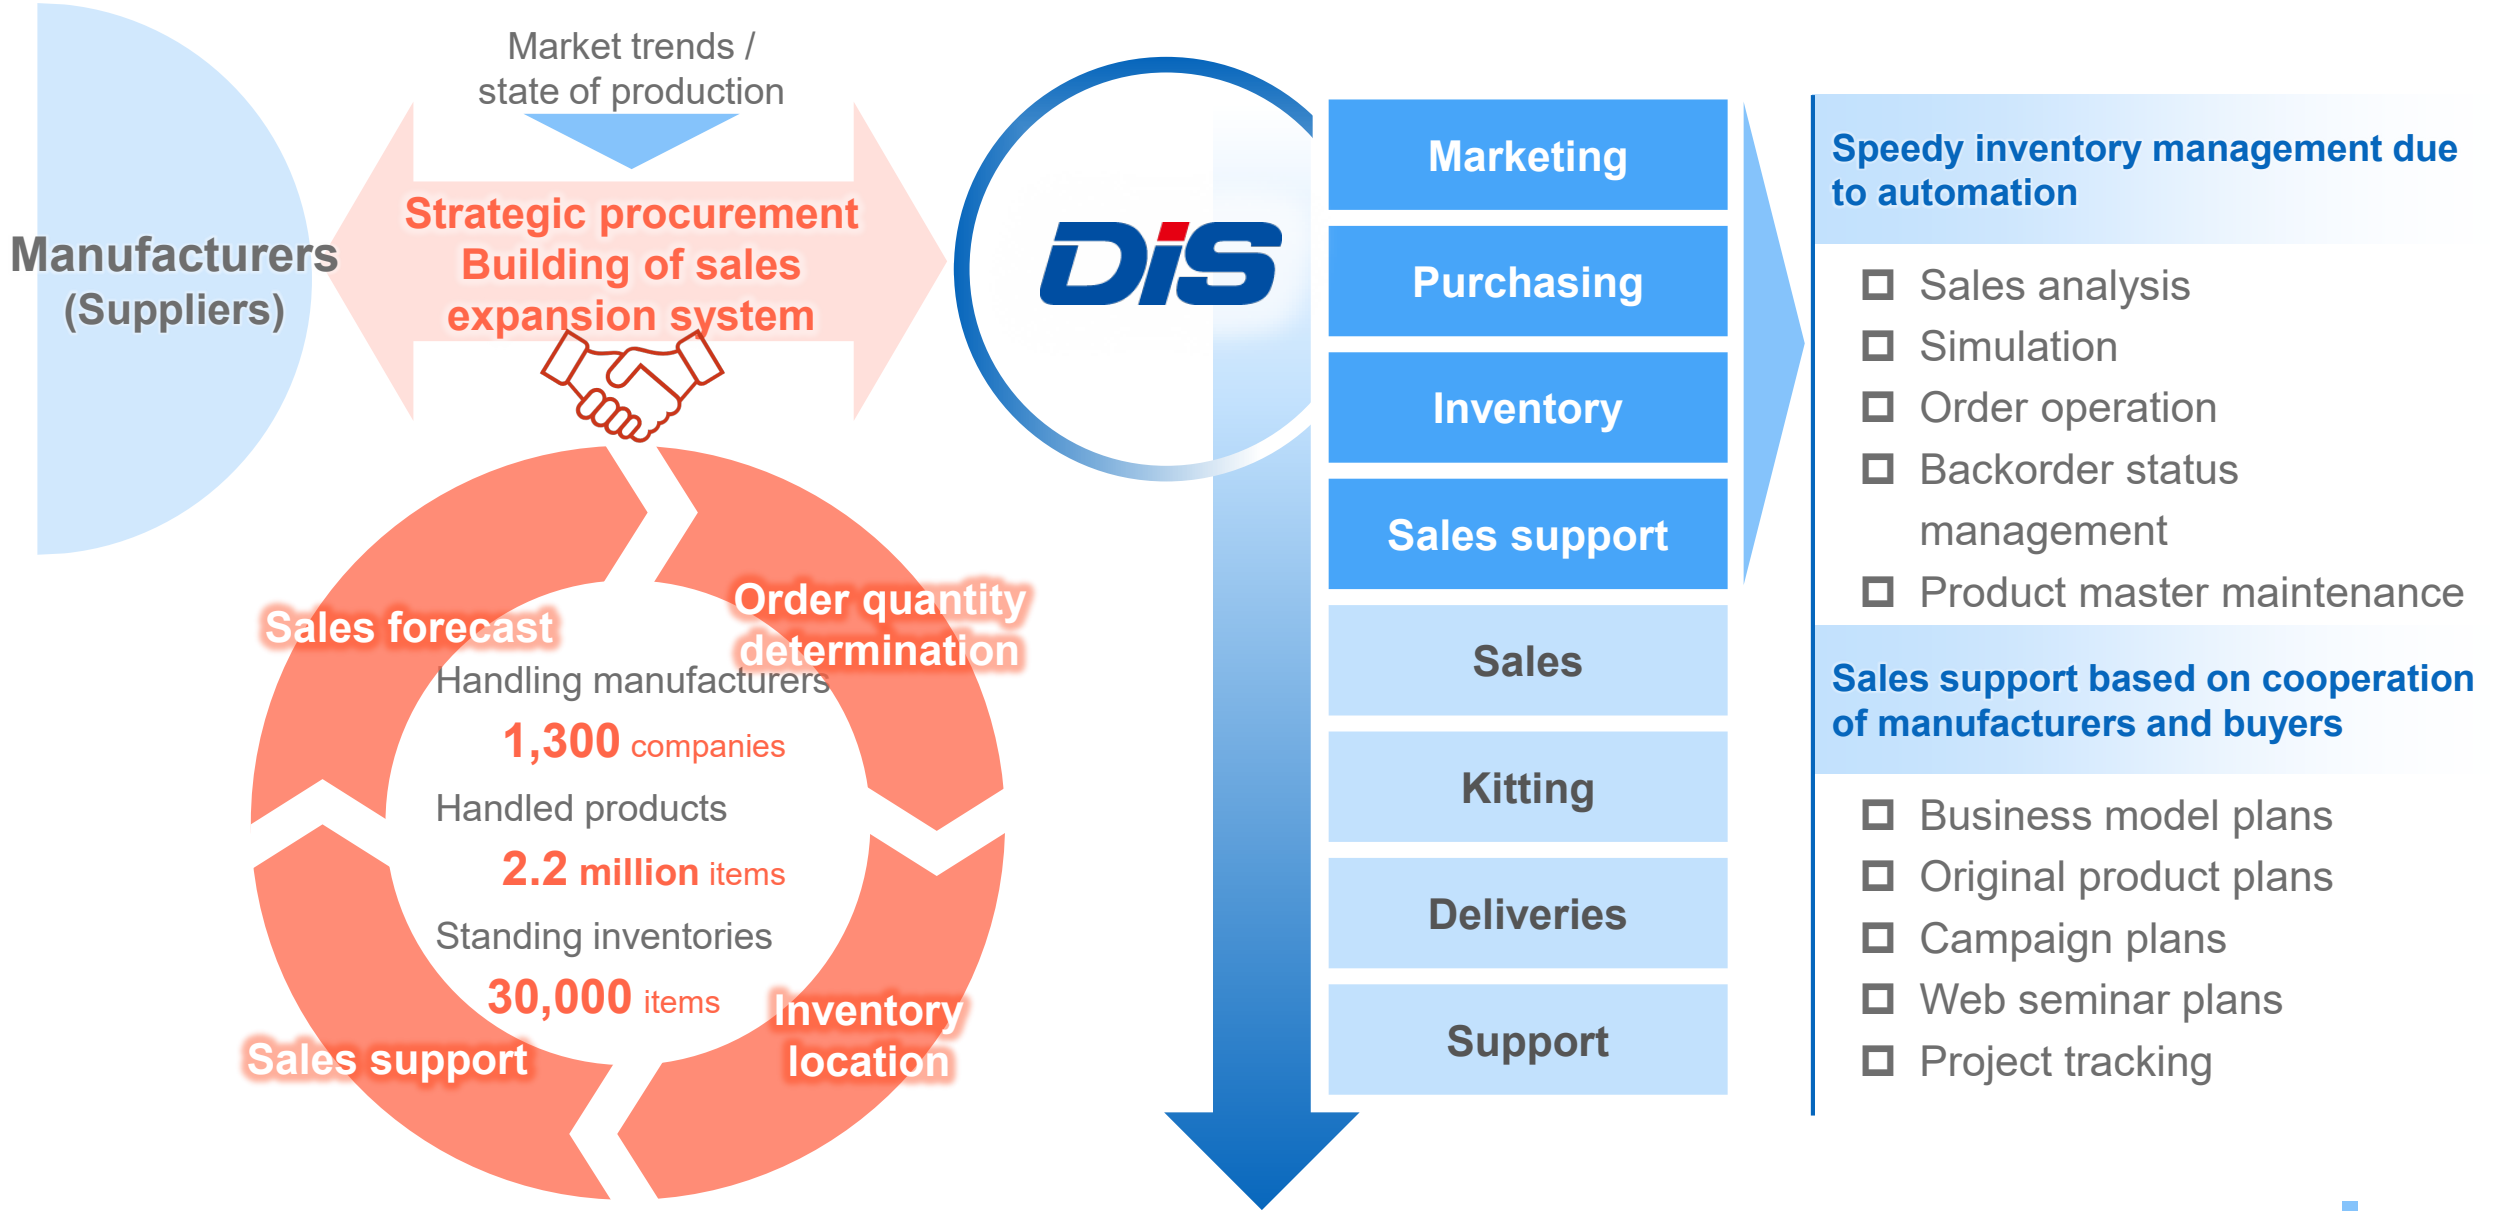 Market trends /
state of production
Manufacturers
(Suppliers)
Strategic procurement
Building of sales
expansion system
DiS
Sales forecast
Order quantity
determination
Inventory
location
Sales support
Handling manufacturers
1,300 companies
Handled products
2.2 million items
Standing inventories
30,000 items
Marketing
Purchasing
Inventory
Sales support
Sales
Kitting
Deliveries
Support
Speedy inventory management due
to automation
Sales analysis
Simulation
Order operation
Backorder status
management
Product master maintenance
Sales support based on cooperation
of manufacturers and buyers
Business model plans
Original product plans
Campaign plans
Web seminar plans
Project tracking